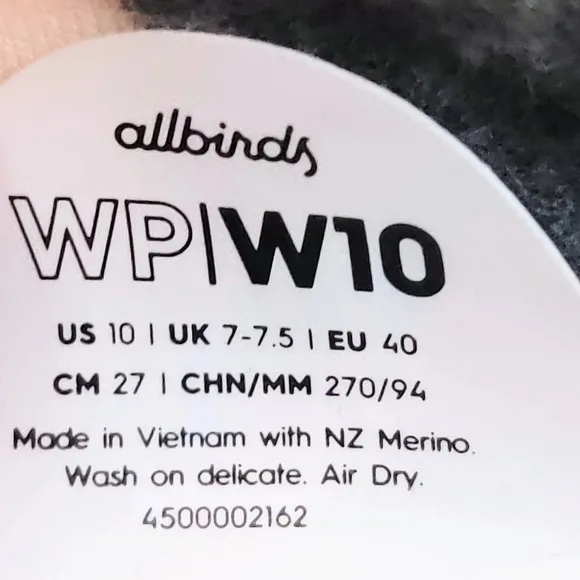 allbirds
WP|W10
US 10 | UK 7-7.5 | EU 40
CM 27 | CHN/MM 270/94
Made in Vietnam with NZ Merino.
Wash on delicate. Air Dry.
4500002162